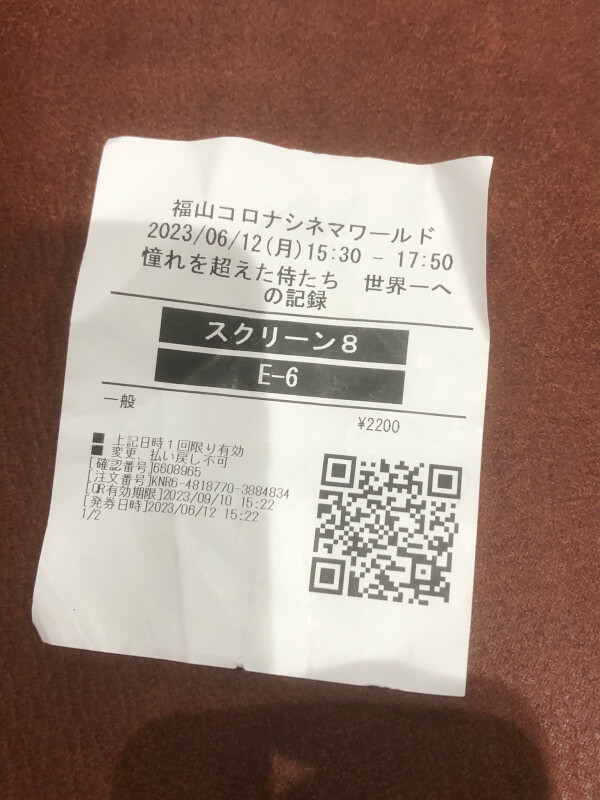 福山コロナシネマワールド
2023/06/12(月)15:30 - 17:50
憧れを超えた侍たち 世界一へ
の記録
スクリーン8
E-6
一般
¥2200
■ 上記日時1回限り有効
■ 変更、払い戻し不可
[確認番号]6608965
[注文番号]KNR6-4818770-3884834
[QR有効期限]2023/09/10 15:22
[発券日時]2023/06/12 15:22
1/2